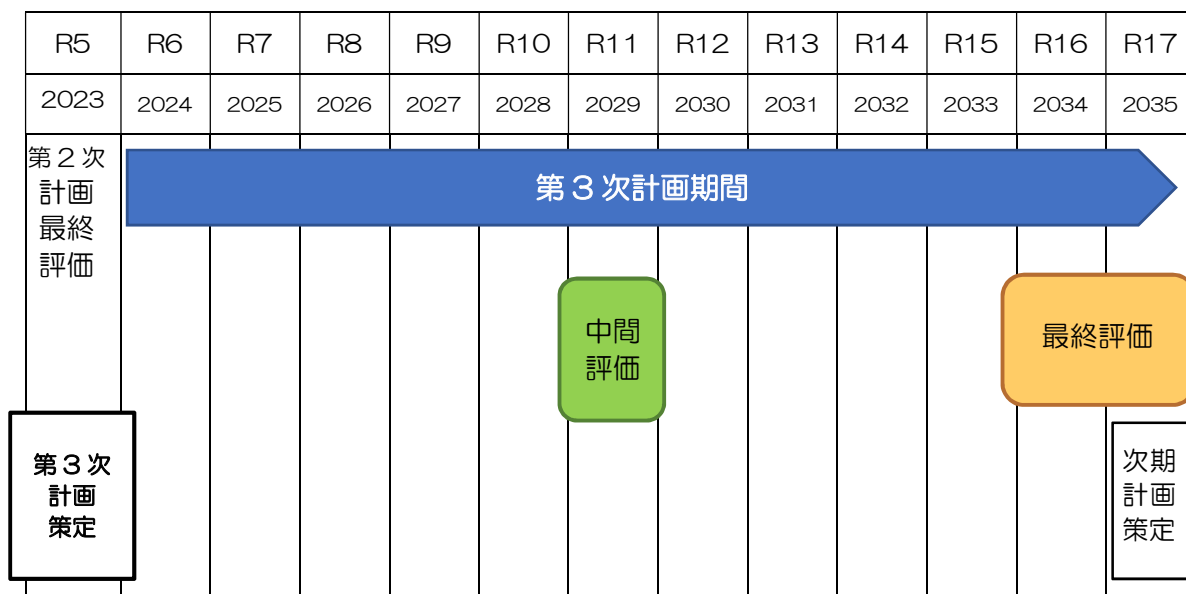 R5 R6 R7 R8 R9 R10 R11 R12 R13 R14 R15 R16 R17
2023 2024 2025 2026 2027 2028 2029 2030 2031 2032 2033 2034 2035
第２次
計画
最終
評価
第３次計画期間
中間
評価
最終評価
第３次
計画
策定
次期
計画
策定